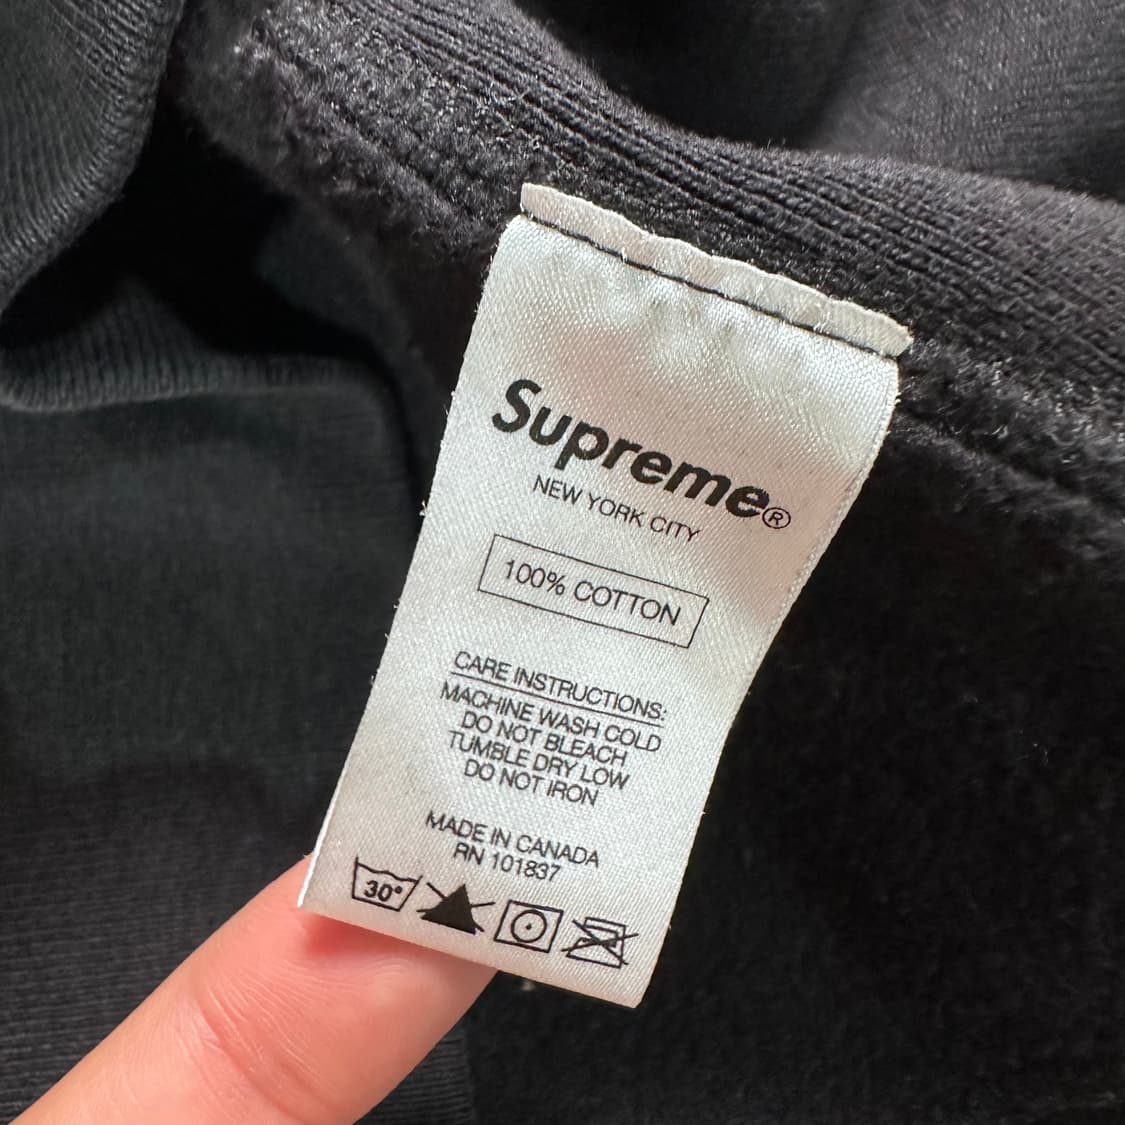 Supreme®
NEW YORK CITY
100% COTTON
CARE INSTRUCTIONS:
MACHINE WASH COLD
DO NOT BLEACH
TUMBLE DRY LOW
DO NOT IRON
MADE IN CANADA
RN 101837
30°